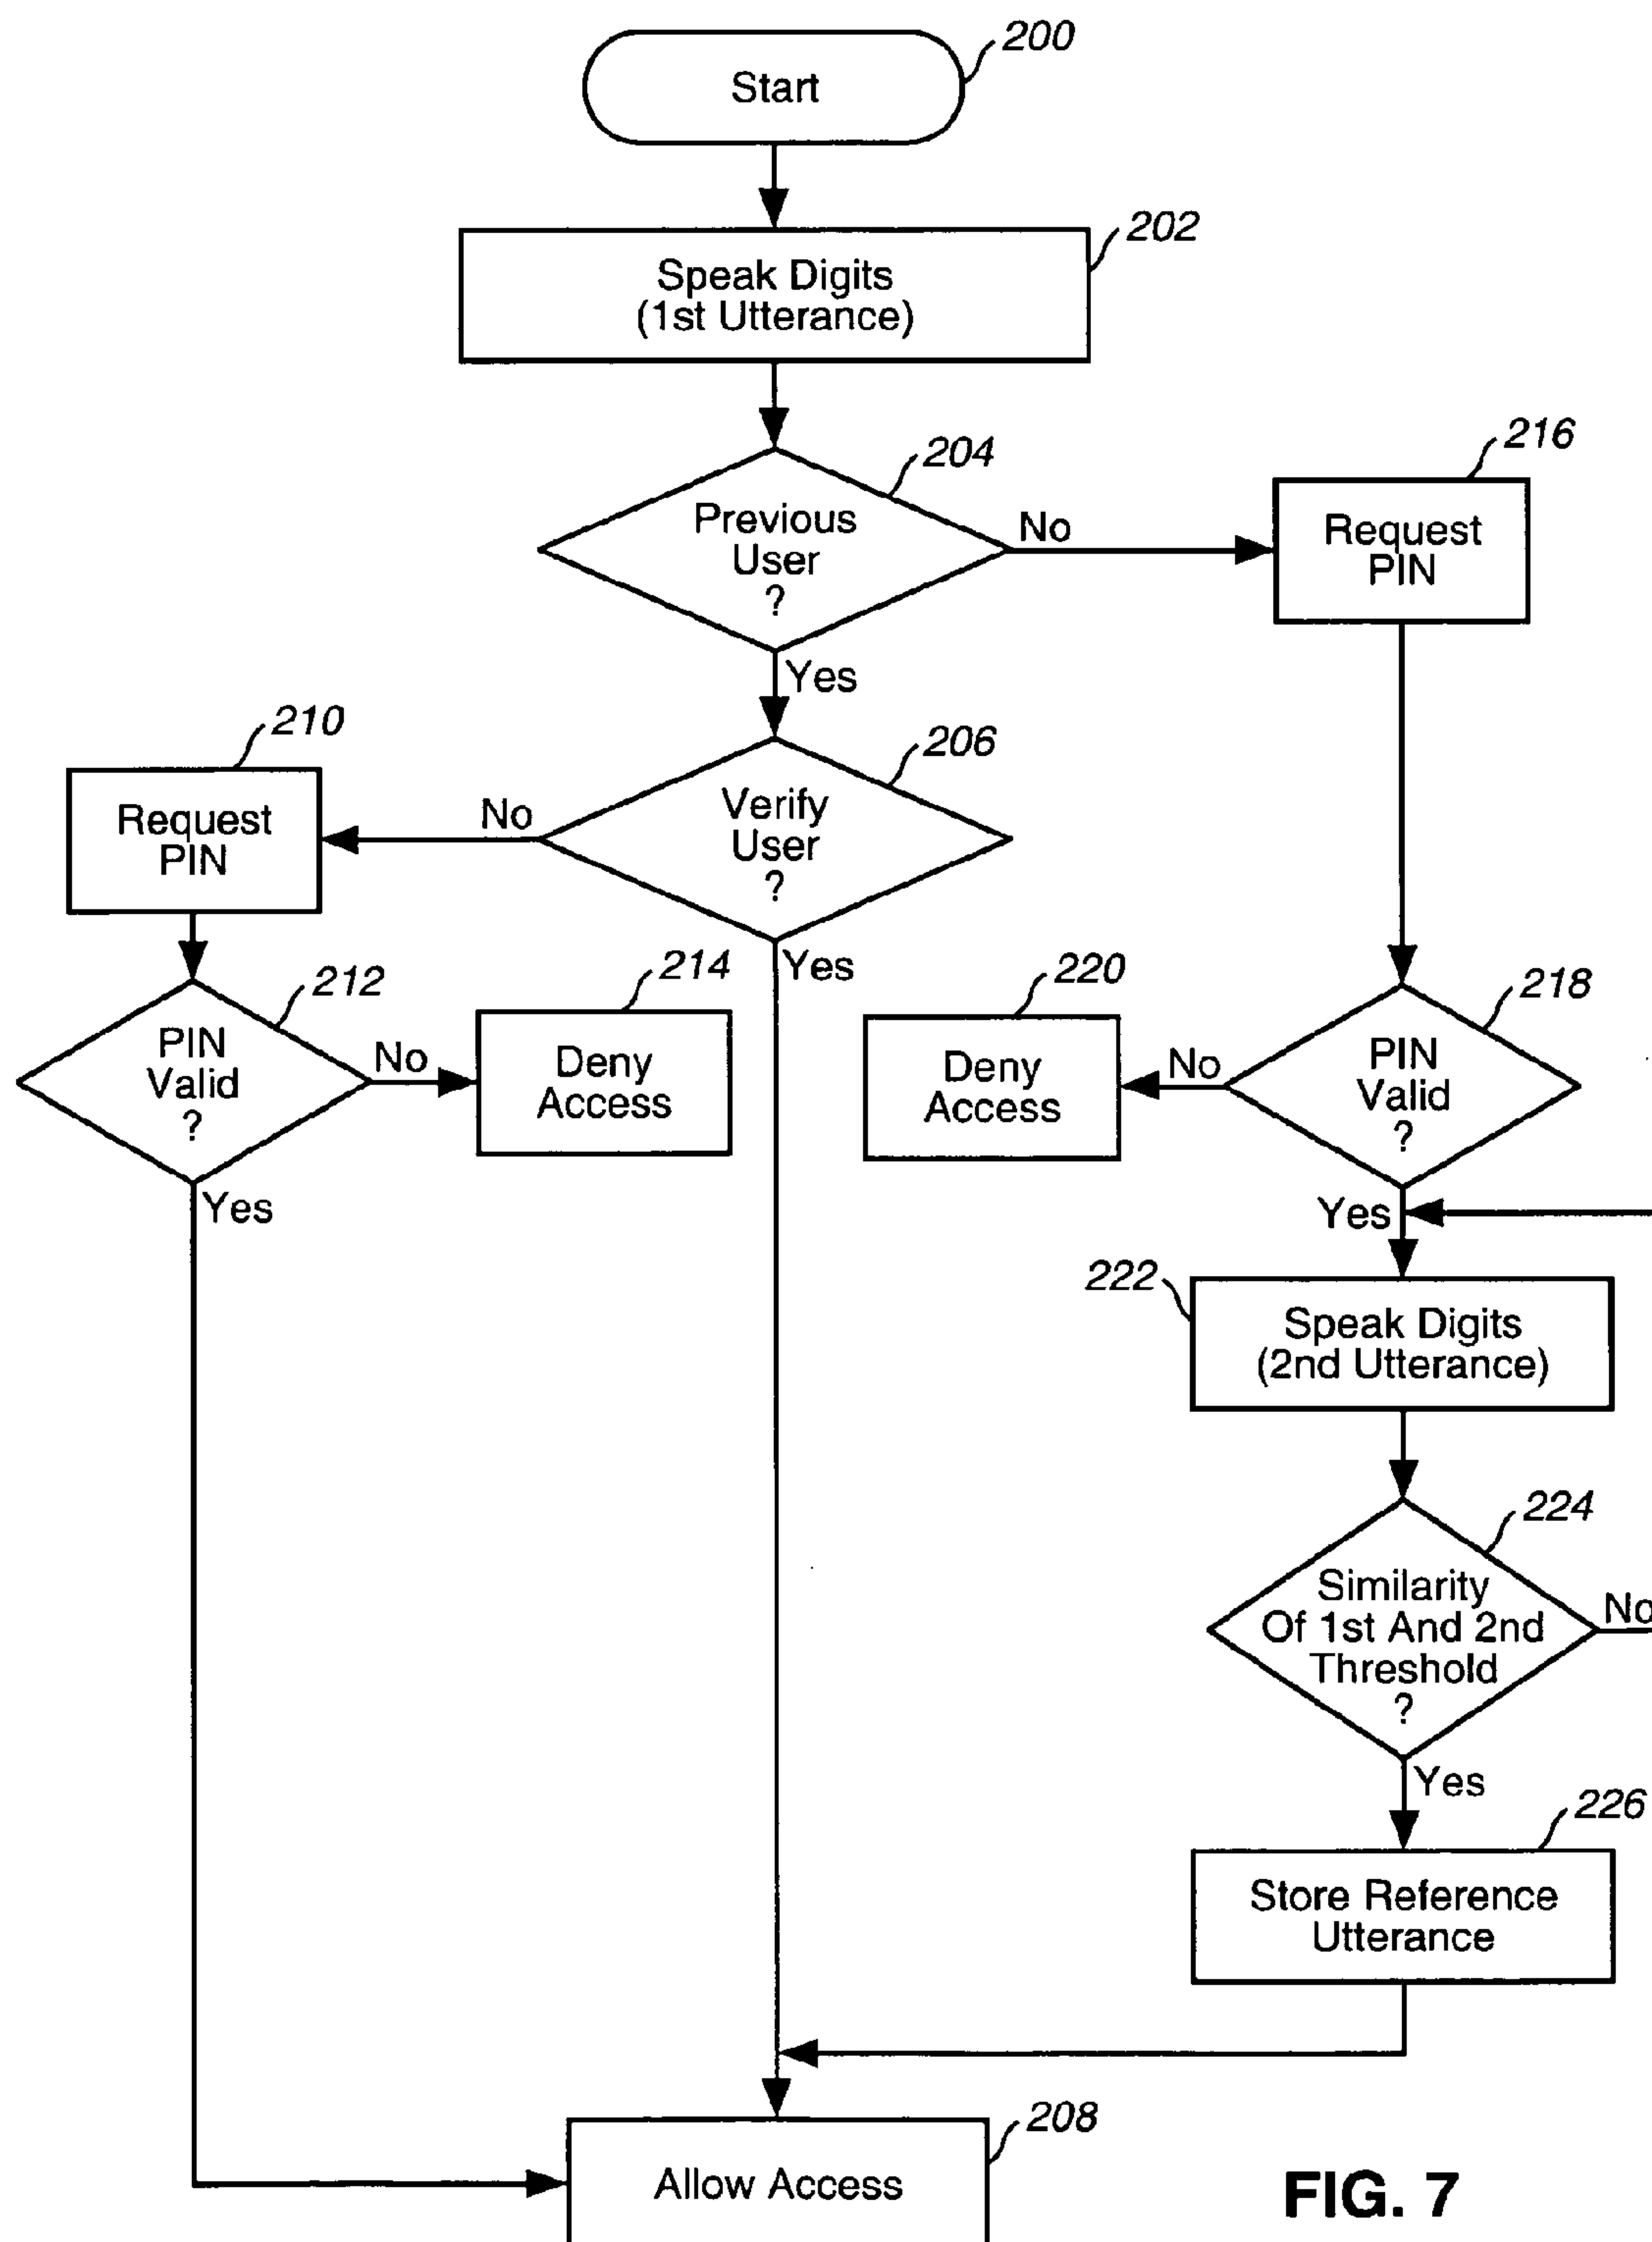 200
Start
202
Speak Digits
(1st Utterance)
204
Previous
User
?
No
216
Request
PIN
Yes
206
Verify
User
?
No
210
Request
PIN
Yes
212
PIN
Valid
?
No
214
Deny
Access
Yes
220
Deny
Access
No
218
PIN
Valid
?
Yes
222
Speak Digits
(2nd Utterance)
224
Similarity
Of 1st And 2nd
Threshold
?
No
Yes
226
Store Reference
Utterance
208
Allow Access
FIG. 7